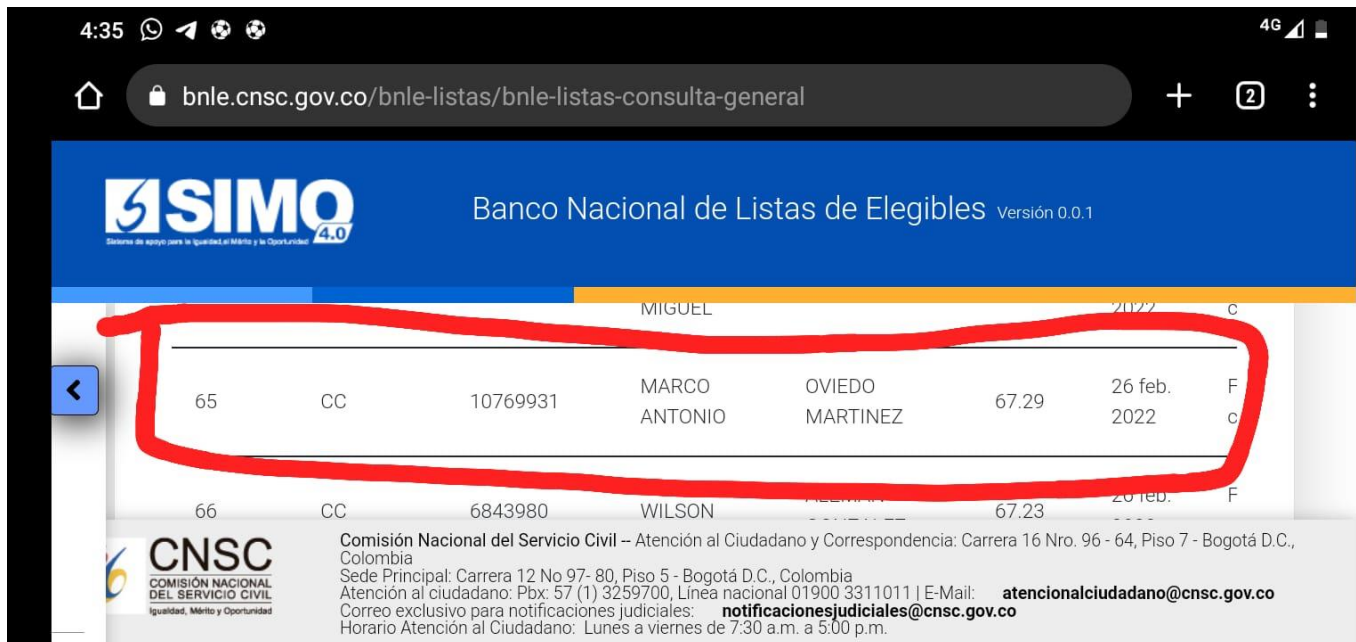 4:35
4G
bnle.cnsc.gov.co/bnle-listas/bnle-listas-consulta-general
2
SIMO
4.0
Sistema de apoyo para la Igualdad,el Mérito y la Oportunidad
Banco Nacional de Listas de Elegibles Versión 0.0.1
MIGUEL 2022 c
65 CC 10769931 MARCO OVIEDO 67.29 26 feb. F
ANTONIO MARTINEZ 2022 c
66 CC 6843980 WILSON 67.23 feb. F
CNSC
COMISIÓN NACIONAL
DEL SERVICIO CIVIL
Igualdad, Mérito y Oportunidad
Comisión Nacional del Servicio Civil -- Atención al Ciudadano y Correspondencia: Carrera 16 Nro. 96 - 64, Piso 7 - Bogotá D.C.,
Colombia
Sede Principal: Carrera 12 No 97- 80, Piso 5 - Bogotá D.C., Colombia
Atención al ciudadano: Pbx: 57 (1) 3259700, Línea nacional 01900 3311011 | E-Mail: atencionalciudadano@cnsc.gov.co
Correo exclusivo para notificaciones judiciales: notificacionesjudiciales@cnsc.gov.co
Horario Atención al Ciudadano: Lunes a viernes de 7:30 a.m. a 5:00 p.m.